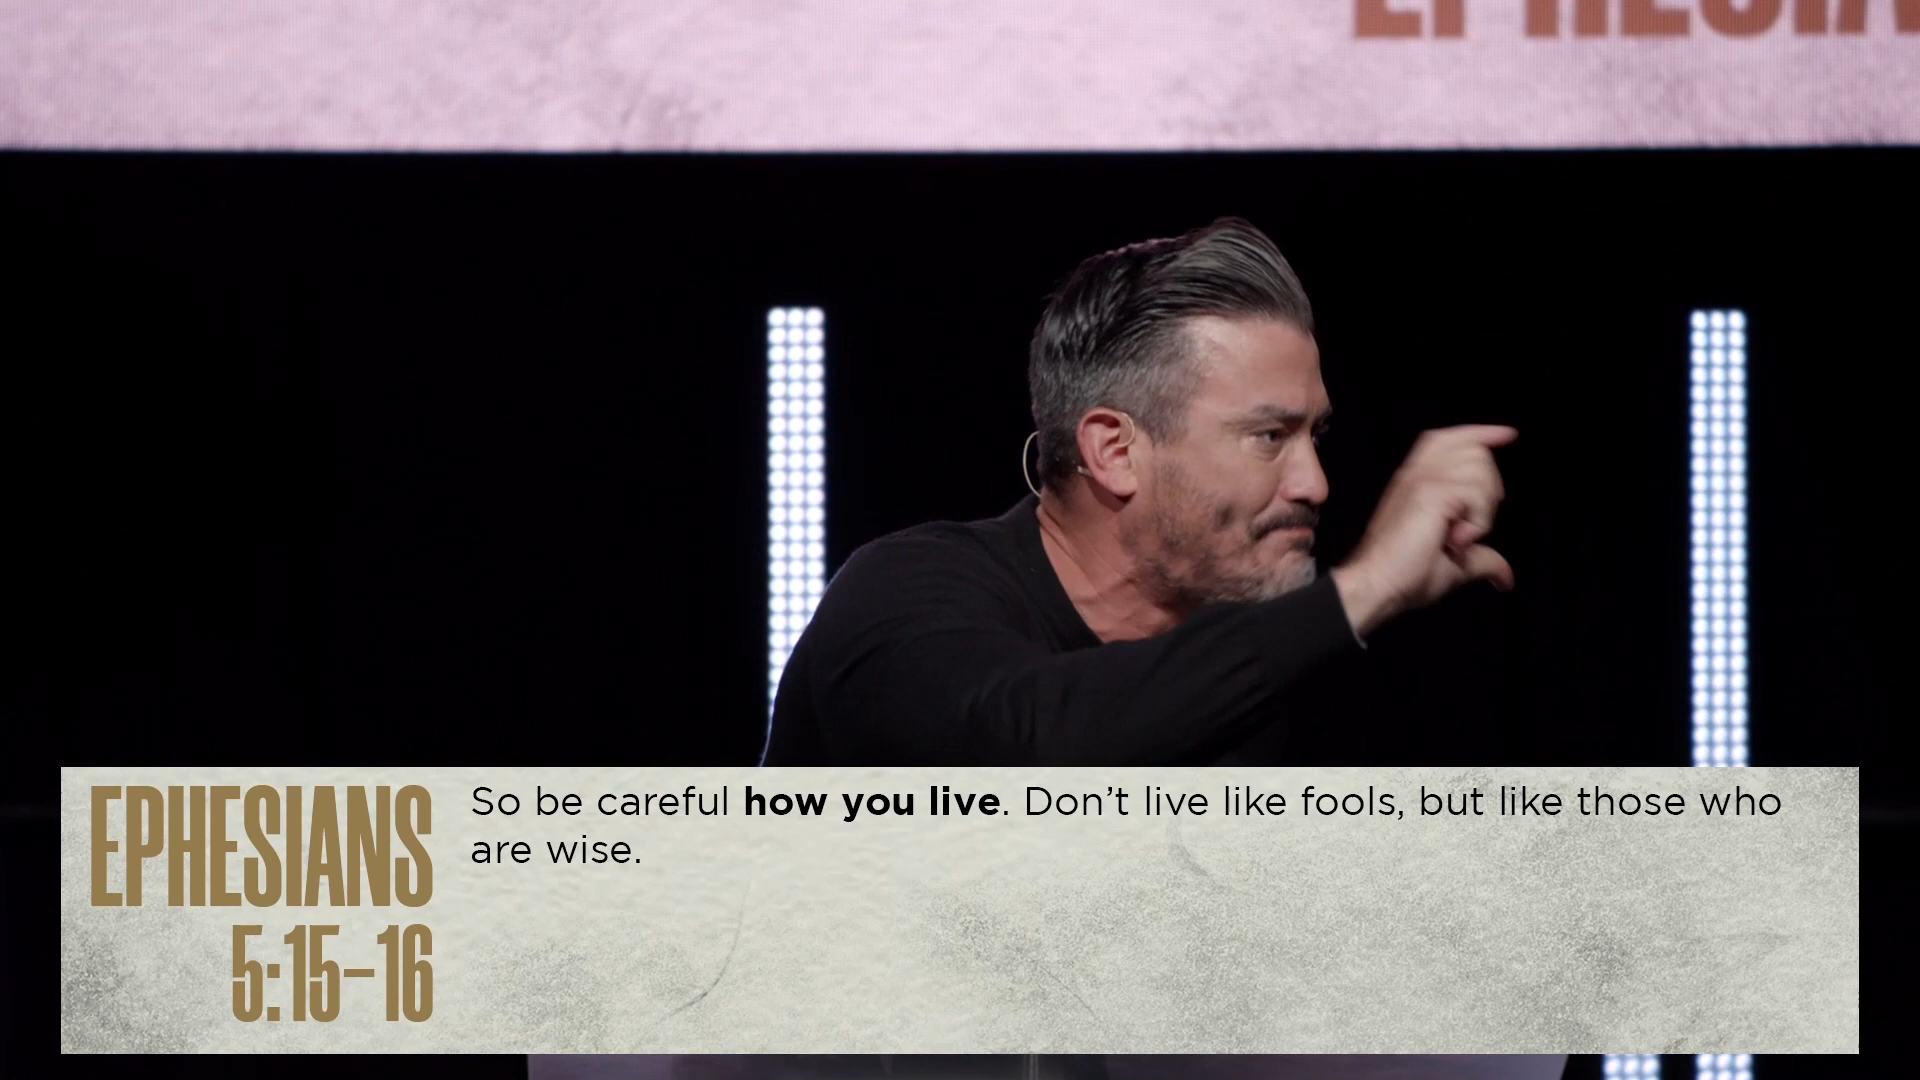 EPHESIANS
5:15–16
So be careful how you live. Don’t live like fools, but like those who
are wise.